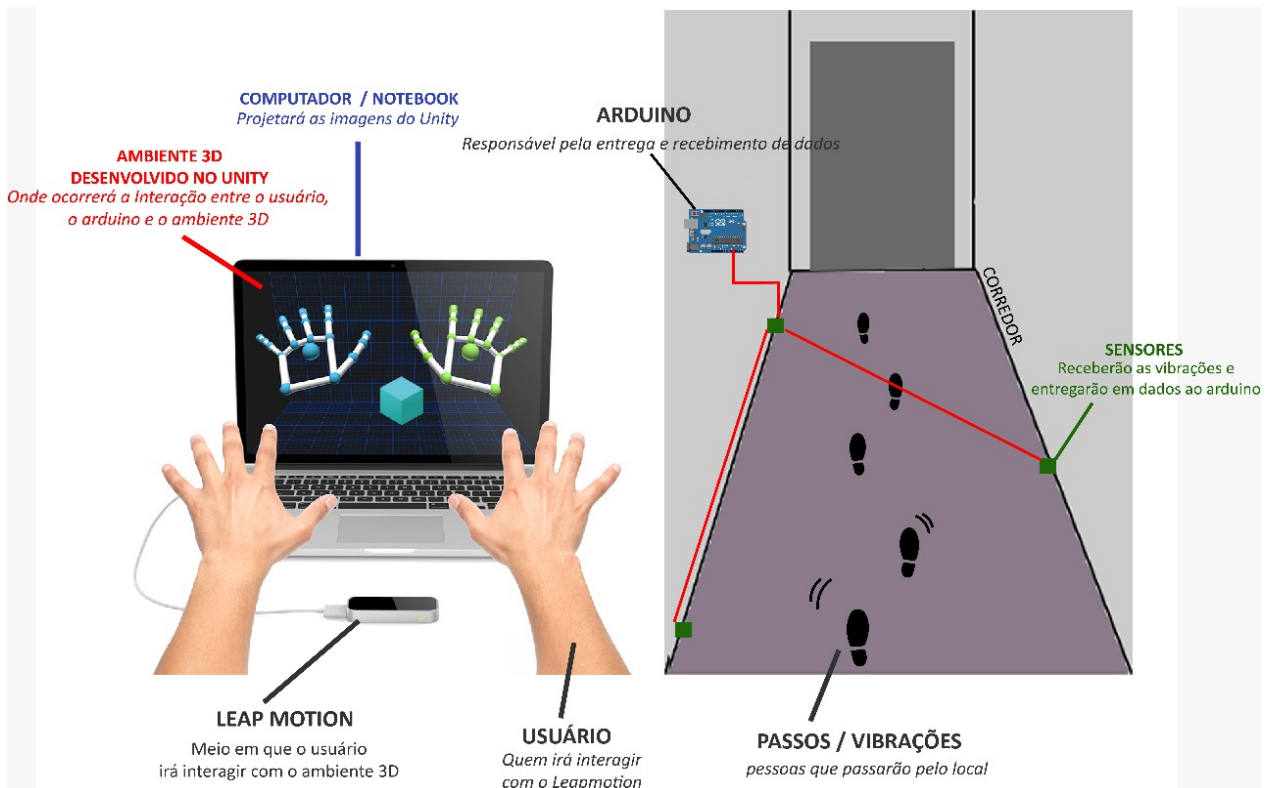 COMPUTADOR / NOTEBOOK
Projetará as imagens do Unity
AMBIENTE 3D
DESENVOLVIDO NO UNITY
Onde ocorrerá a Interação entre o usuário,
o arduino e o ambiente 3D
LEAP MOTION
Meio em que o usuário
irá interagir com o ambiente 3D
USUÁRIO
Quem irá interagir
com o Leapmotion
ARDUINO
Responsável pela entrega e recebimento de dados
CORREDOR
SENSORES
Receberão as vibrações e
entregarão em dados ao arduino
PASSOS / VIBRAÇÕES
pessoas que passarão pelo local